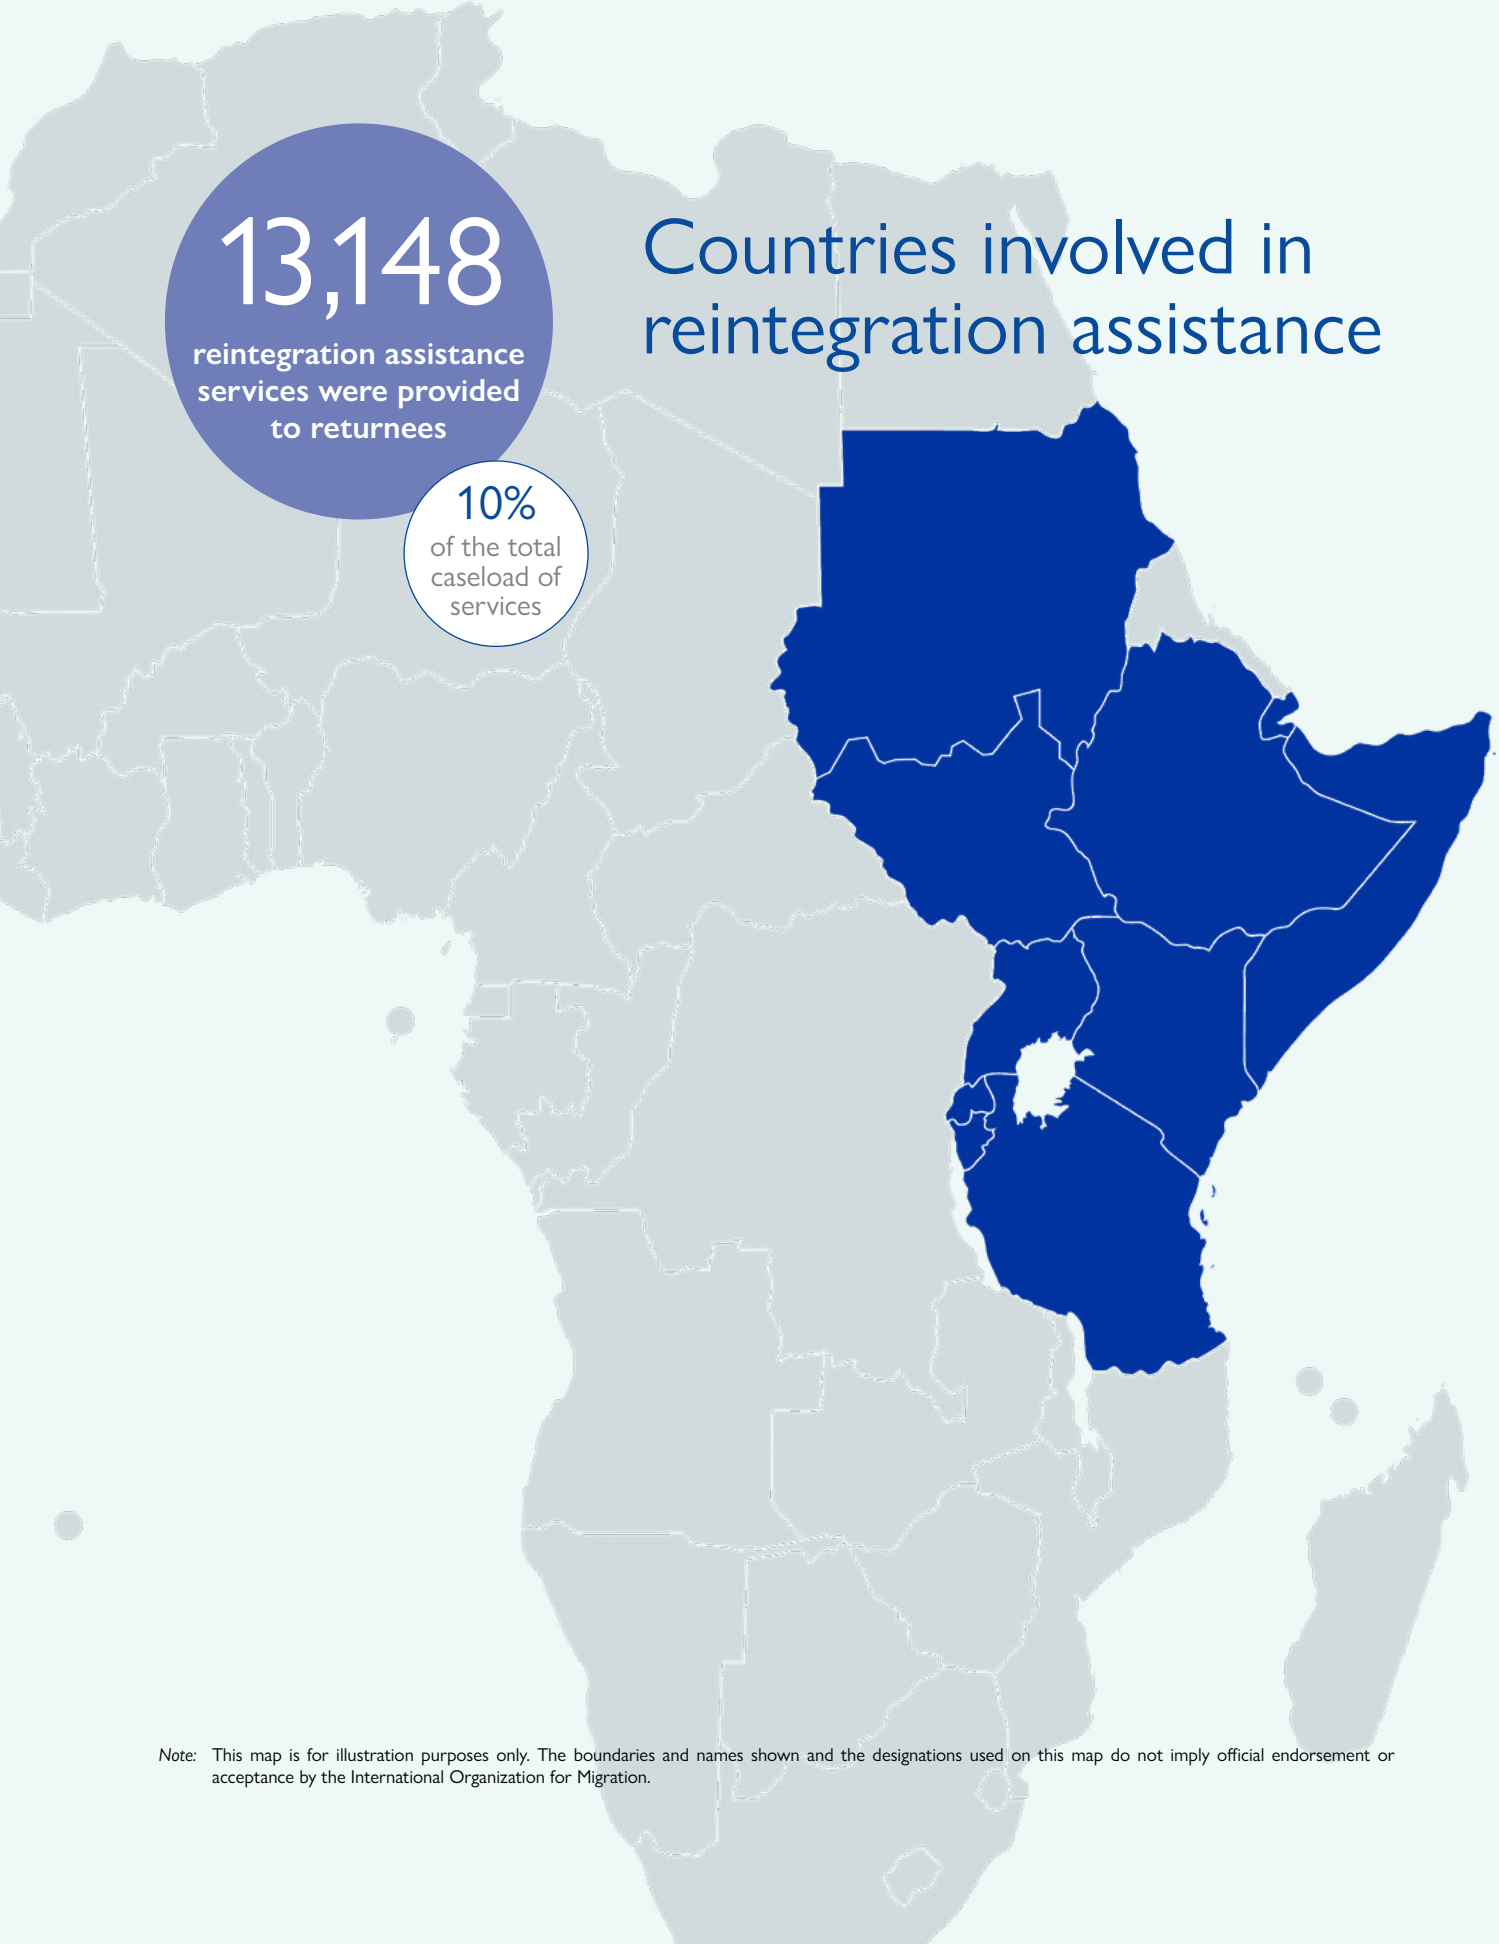 13,148
reintegration assistance
services were provided
to returnees
10%
of the total
caseload of
services
Countries involved in
reintegration assistance
Note: This map is for illustration purposes only. The boundaries and names shown and the designations used on this map do not imply official endorsement or
acceptance by the International Organization for Migration.